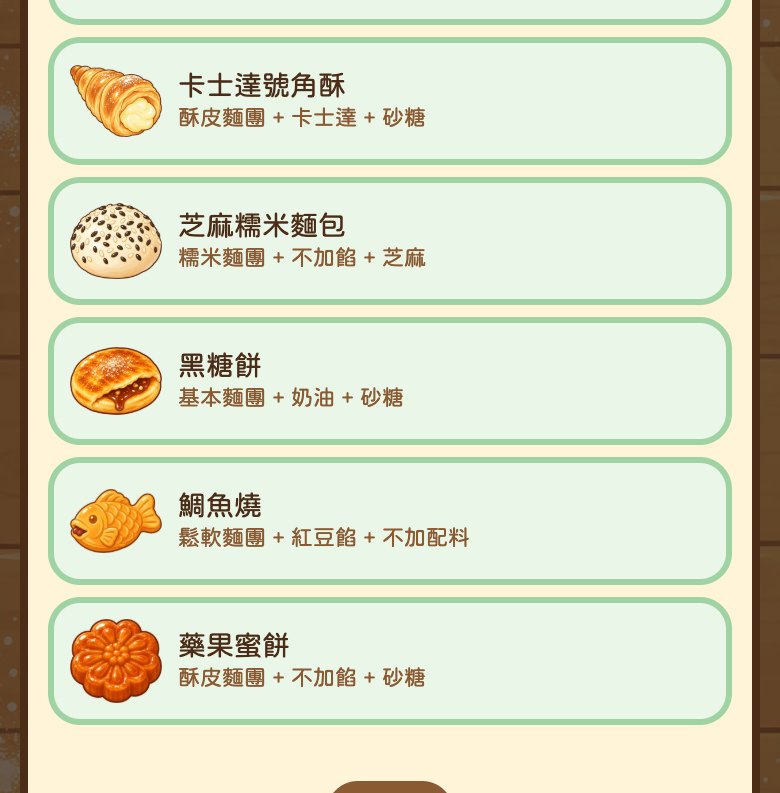 卡士達號角酥
酥皮麵團 + 卡士達 + 砂糖
芝麻糯米麵包
糯米麵團 + 不加餡 + 芝麻
黑糖餅
基本麵團 + 奶油 + 砂糖
鯛魚燒
鬆軟麵團 + 紅豆餡 + 不加配料
藥果蜜餅
酥皮麵團 + 不加餡 + 砂糖